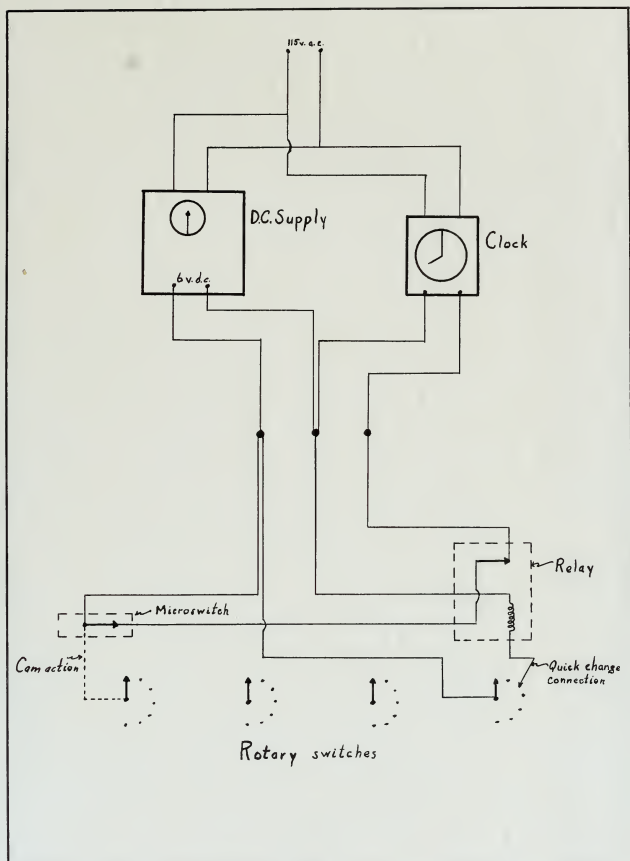 115v. a.c.
D.C. Supply
Clock
6 v.d.c.
Relay
Microswitch
Cam action
Quick change
connection
Rotary switches